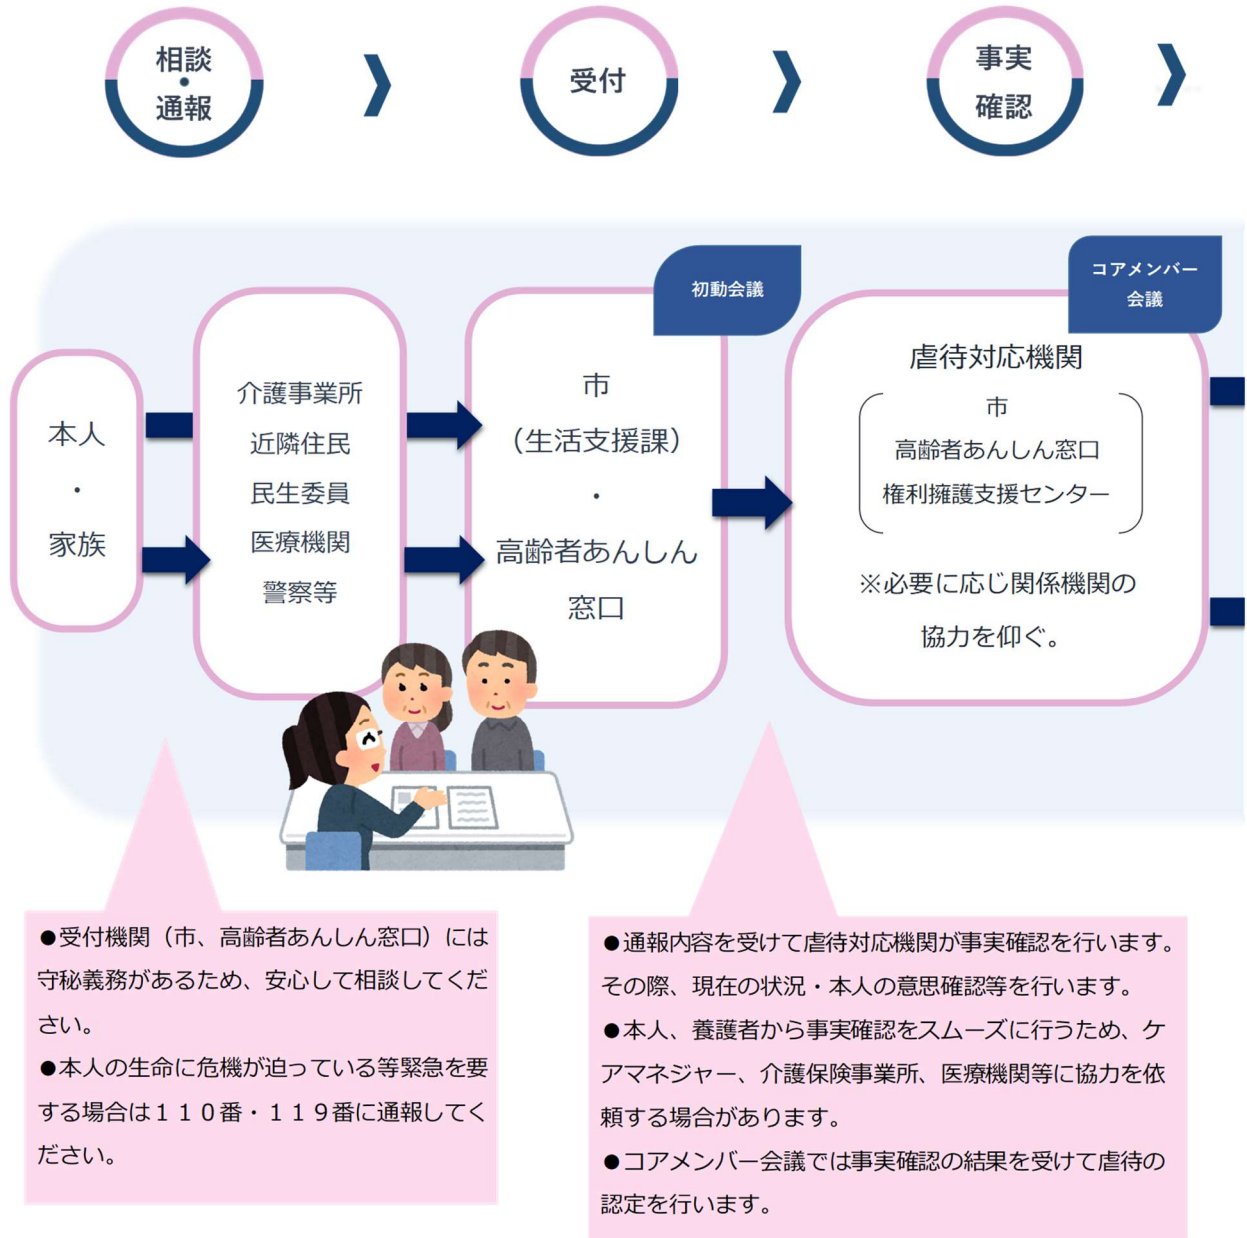 相談
・
通報
受付
事実
確認
本人
・
家族
介護事業所
近隣住民
民生委員
医療機関
警察等
初動会議
市
（生活支援課）
・
高齢者あんしん
窓口
コアメンバー
会議
虐待対応機関
市
高齢者あんしん窓口
権利擁護支援センター
※必要に応じ関係機関の
協力を仰ぐ。
●受付機関（市、高齢者あんしん窓口）には
守秘義務があるため、安心して相談してくだ
さい。
●本人の生命に危機が迫っている等緊急を要
する場合は１１０番・１１９番に通報してく
ださい。
●通報内容を受けて虐待対応機関が事実確認を行います。
その際、現在の状況・本人の意思確認等を行います。
●本人、養護者から事実確認をスムーズに行うため、ケ
アマネジャー、介護保険事業所、医療機関等に協力を依
頼する場合があります。
●コアメンバー会議では事実確認の結果を受けて虐待の
認定を行います。